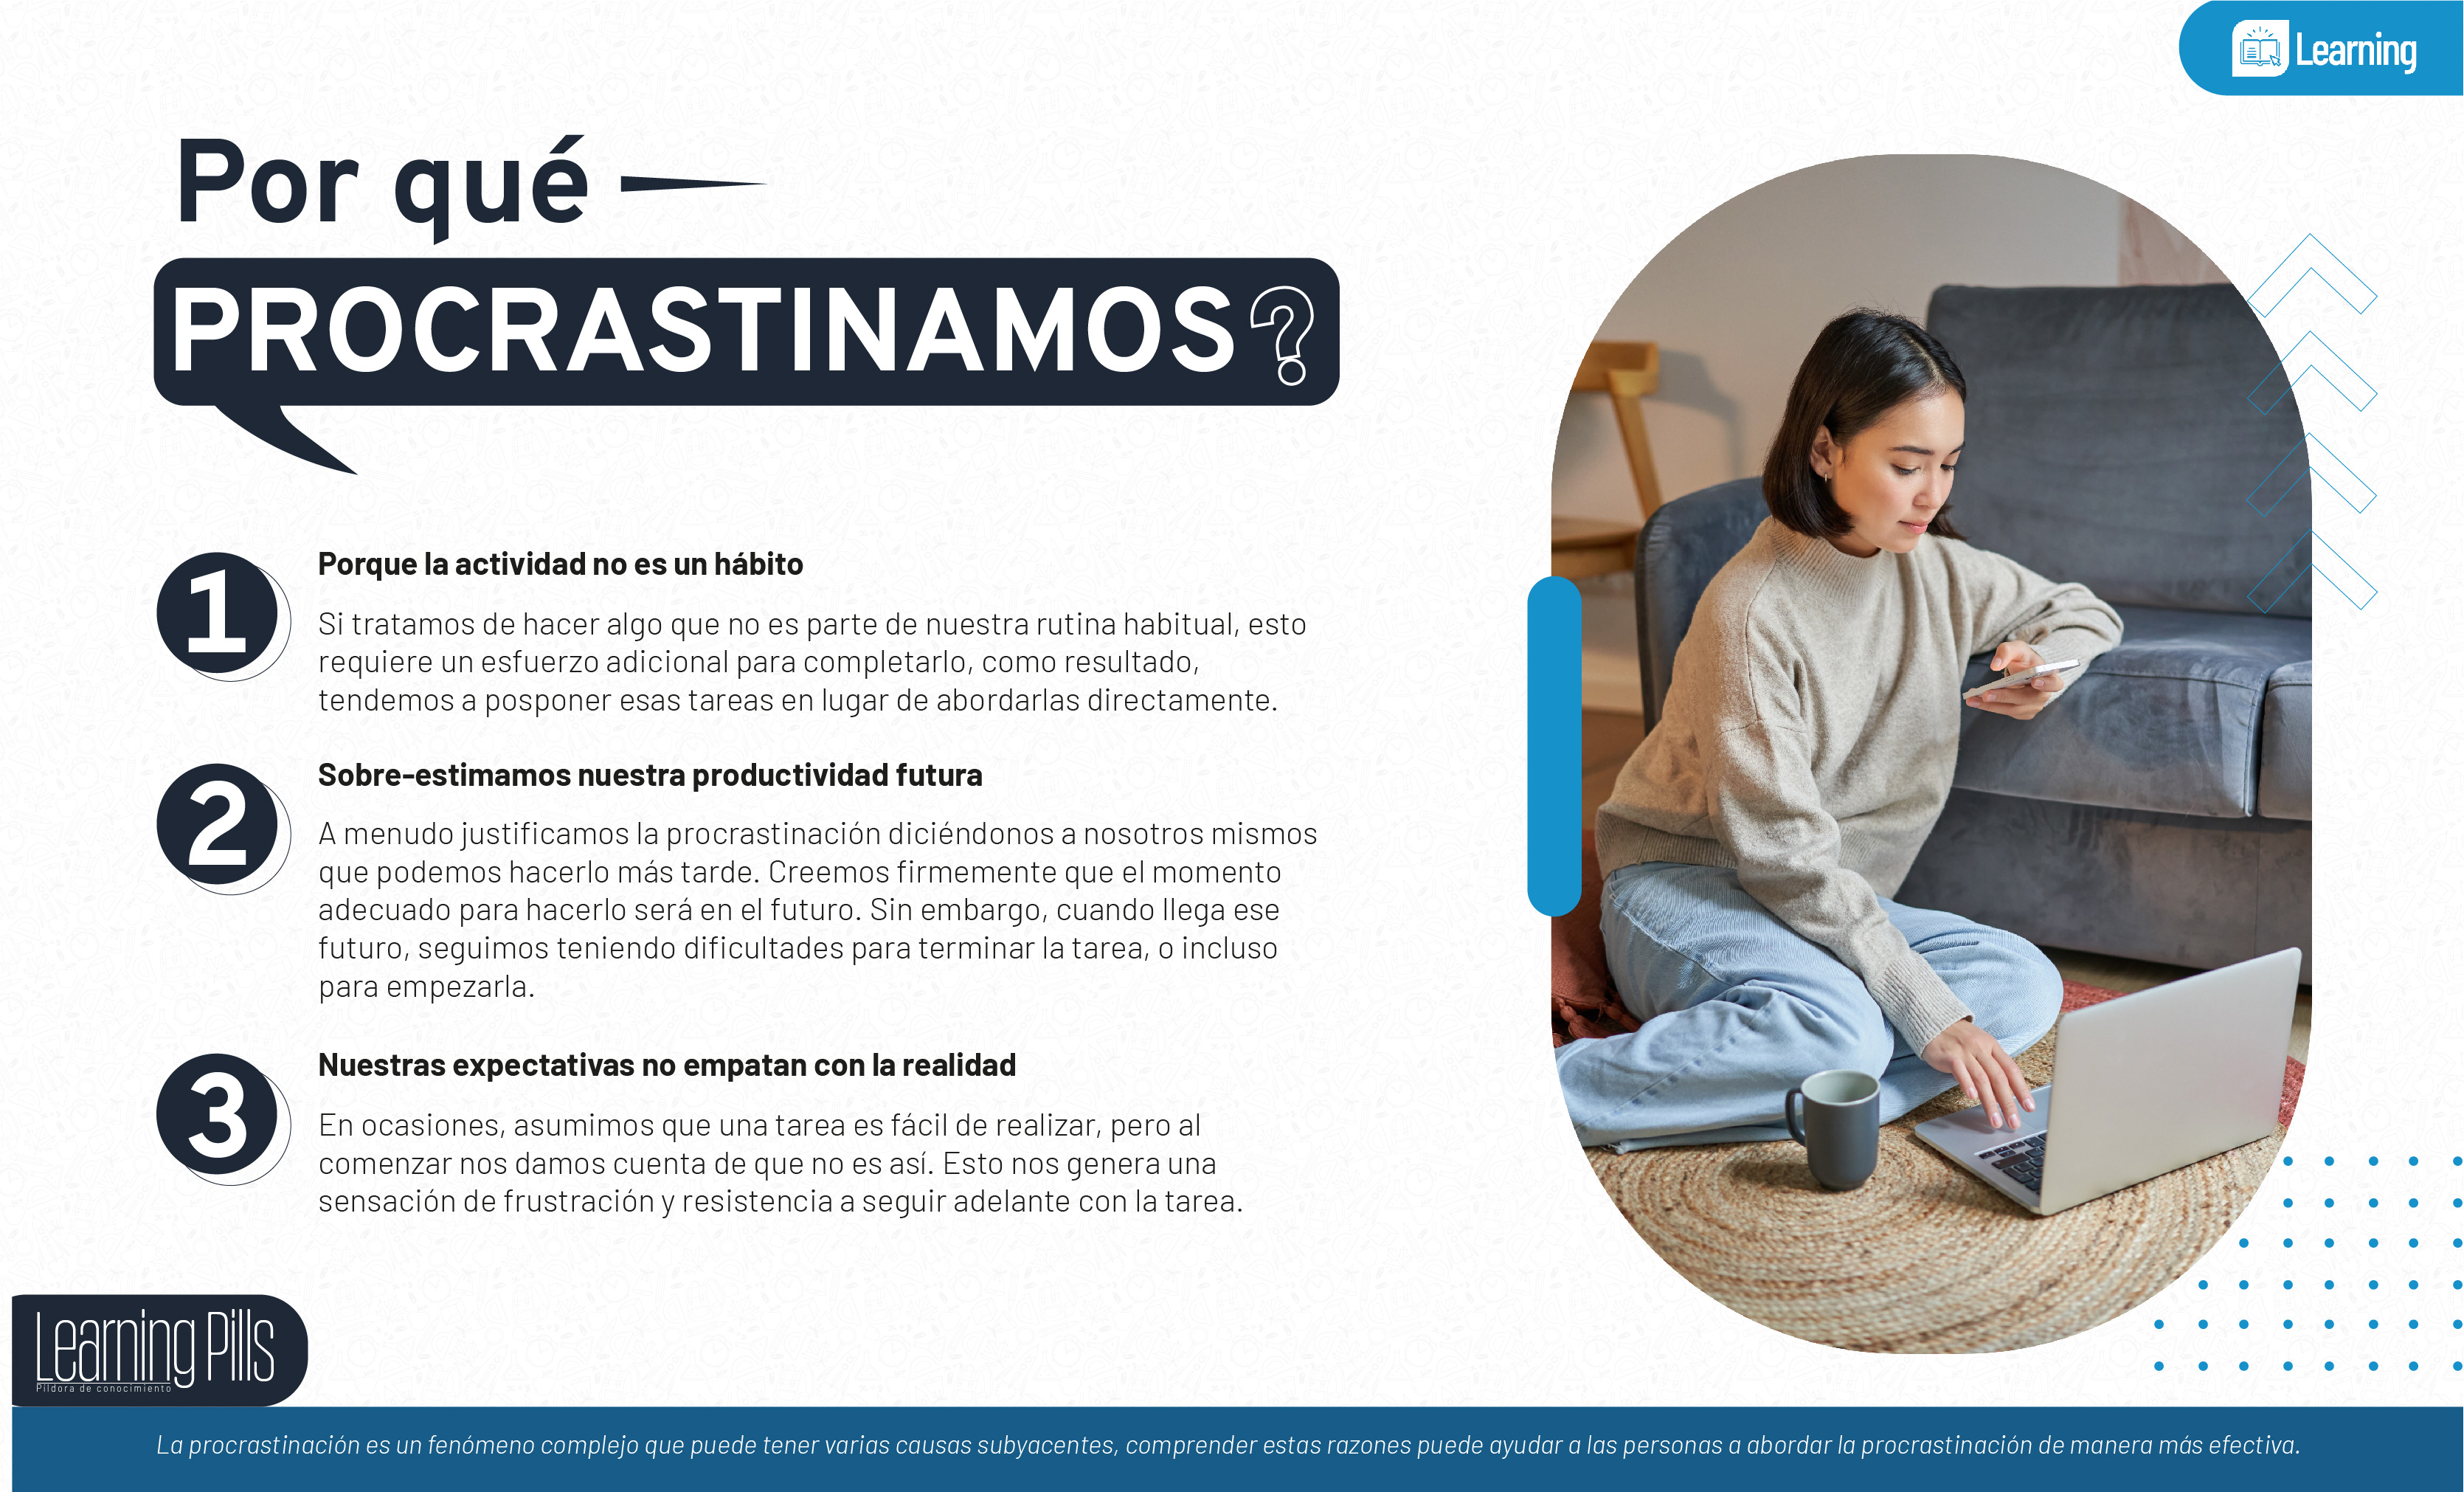 Learning
Por qué
PROCRASTINAMOS?
1
Porque la actividad no es un hábito
Si tratamos de hacer algo que no es parte de nuestra rutina habitual, esto
requiere un esfuerzo adicional para completarlo, como resultado,
tendemos a posponer esas tareas en lugar de abordarlas directamente.
2
Sobre-estimamos nuestra productividad futura
A menudo justificamos la procrastinación diciéndonos a nosotros mismos
que podemos hacerlo más tarde. Creemos firmemente que el momento
adecuado para hacerlo será en el futuro. Sin embargo, cuando llega ese
futuro, seguimos teniendo dificultades para terminar la tarea, o incluso
para empezarla.
3
Nuestras expectativas no empatan con la realidad
En ocasiones, asumimos que una tarea es fácil de realizar, pero al
comenzar nos damos cuenta de que no es así. Esto nos genera una
sensación de frustración y resistencia a seguir adelante con la tarea.
Learning Pills
Píldora de conocimiento
La procrastinación es un fenómeno complejo que puede tener varias causas subyacentes, comprender estas razones puede ayudar a las personas a abordar la procrastinación de manera más efectiva.